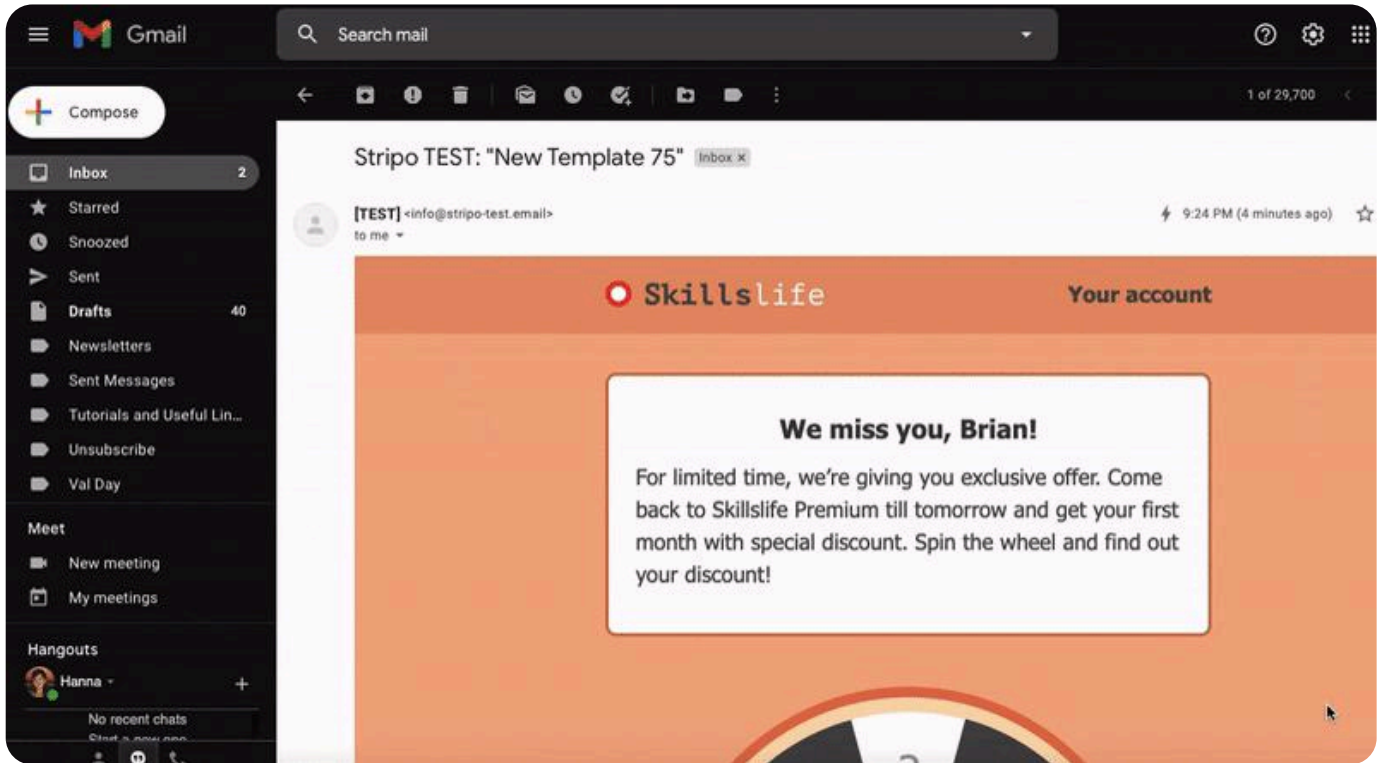 Gmail
Search mail
Compose
1 of 29,700
Inbox 2
Starred
Snoozed
Sent
Drafts 40
Newsletters
Sent Messages
Tutorials and Useful Lin...
Unsubscribe
Val Day
Meet
New meeting
My meetings
Hangouts
Hanna
No recent chats
Start a new one
Stripo TEST: "New Template 75" Inbox x
[TEST] <info@stripo-test.email>
9:24 PM (4 minutes ago)
to me
Skillslife
Your account
We miss you, Brian!
For limited time, we're giving you exclusive offer. Come
back to Skillslife Premium till tomorrow and get your first
month with special discount. Spin the wheel and find out
your discount!